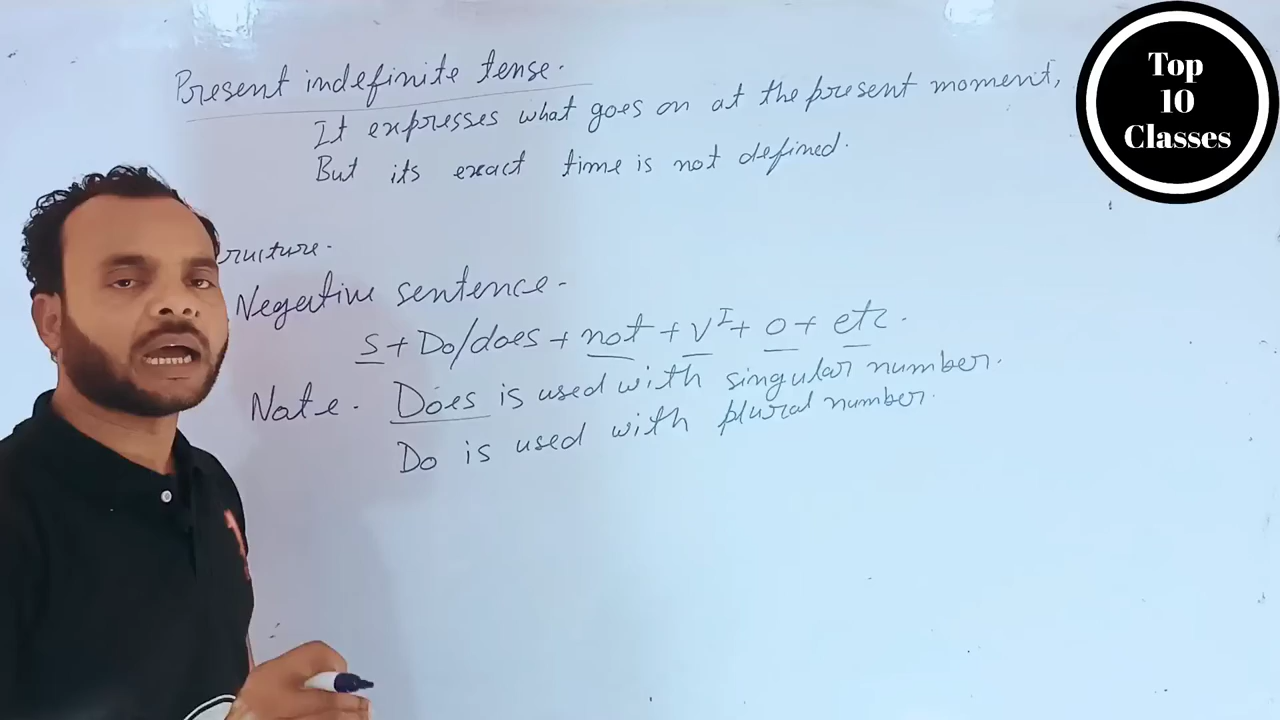 Present indefinite tense.
It expresses what goes on at the present moment,
But its exact time is not defined.
ructure.
Negertive sentence.
S + Do/does + not + V^I + O + etc.
Note. Does is used with singular number.
Do is used with plural number.
Top
10
Classes